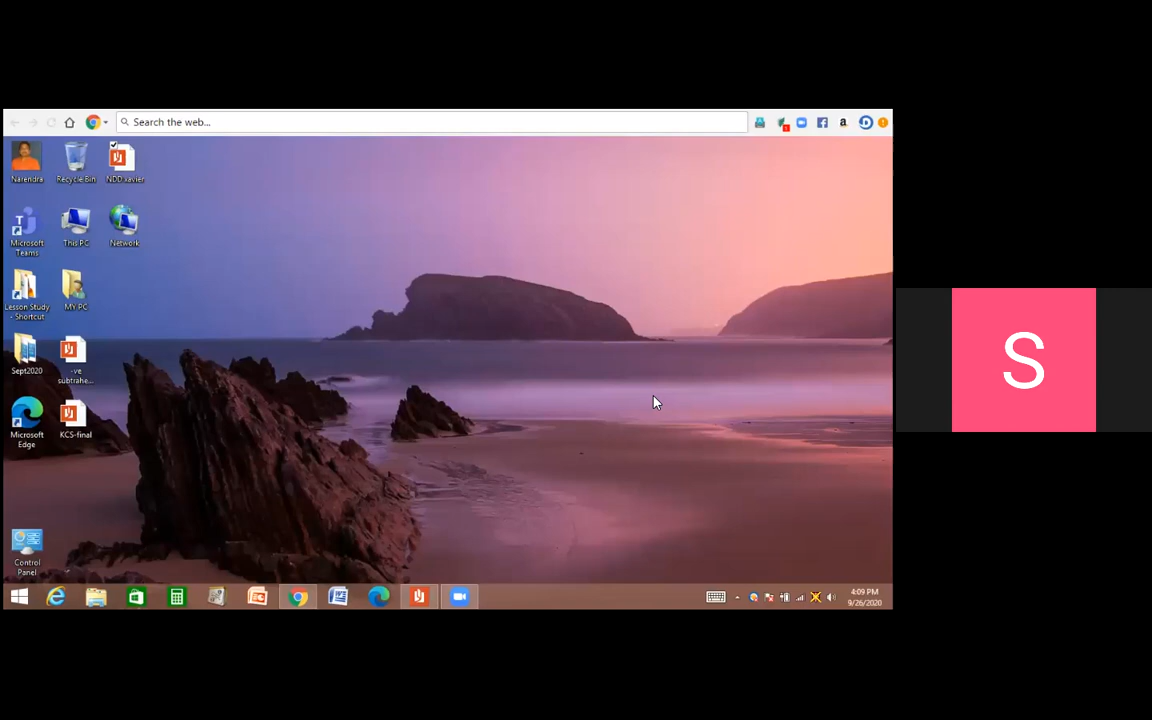 Search the web...
Narendra
Recycle Bin
NDD xavier
Microsoft
Teams
This PC
Network
Lesson Study
- Shortcut
MY PC
Sept2020
-ve
subtrahe...
Microsoft
Edge
KCS-final
Control
Panel
4:09 PM
9/26/2020
S